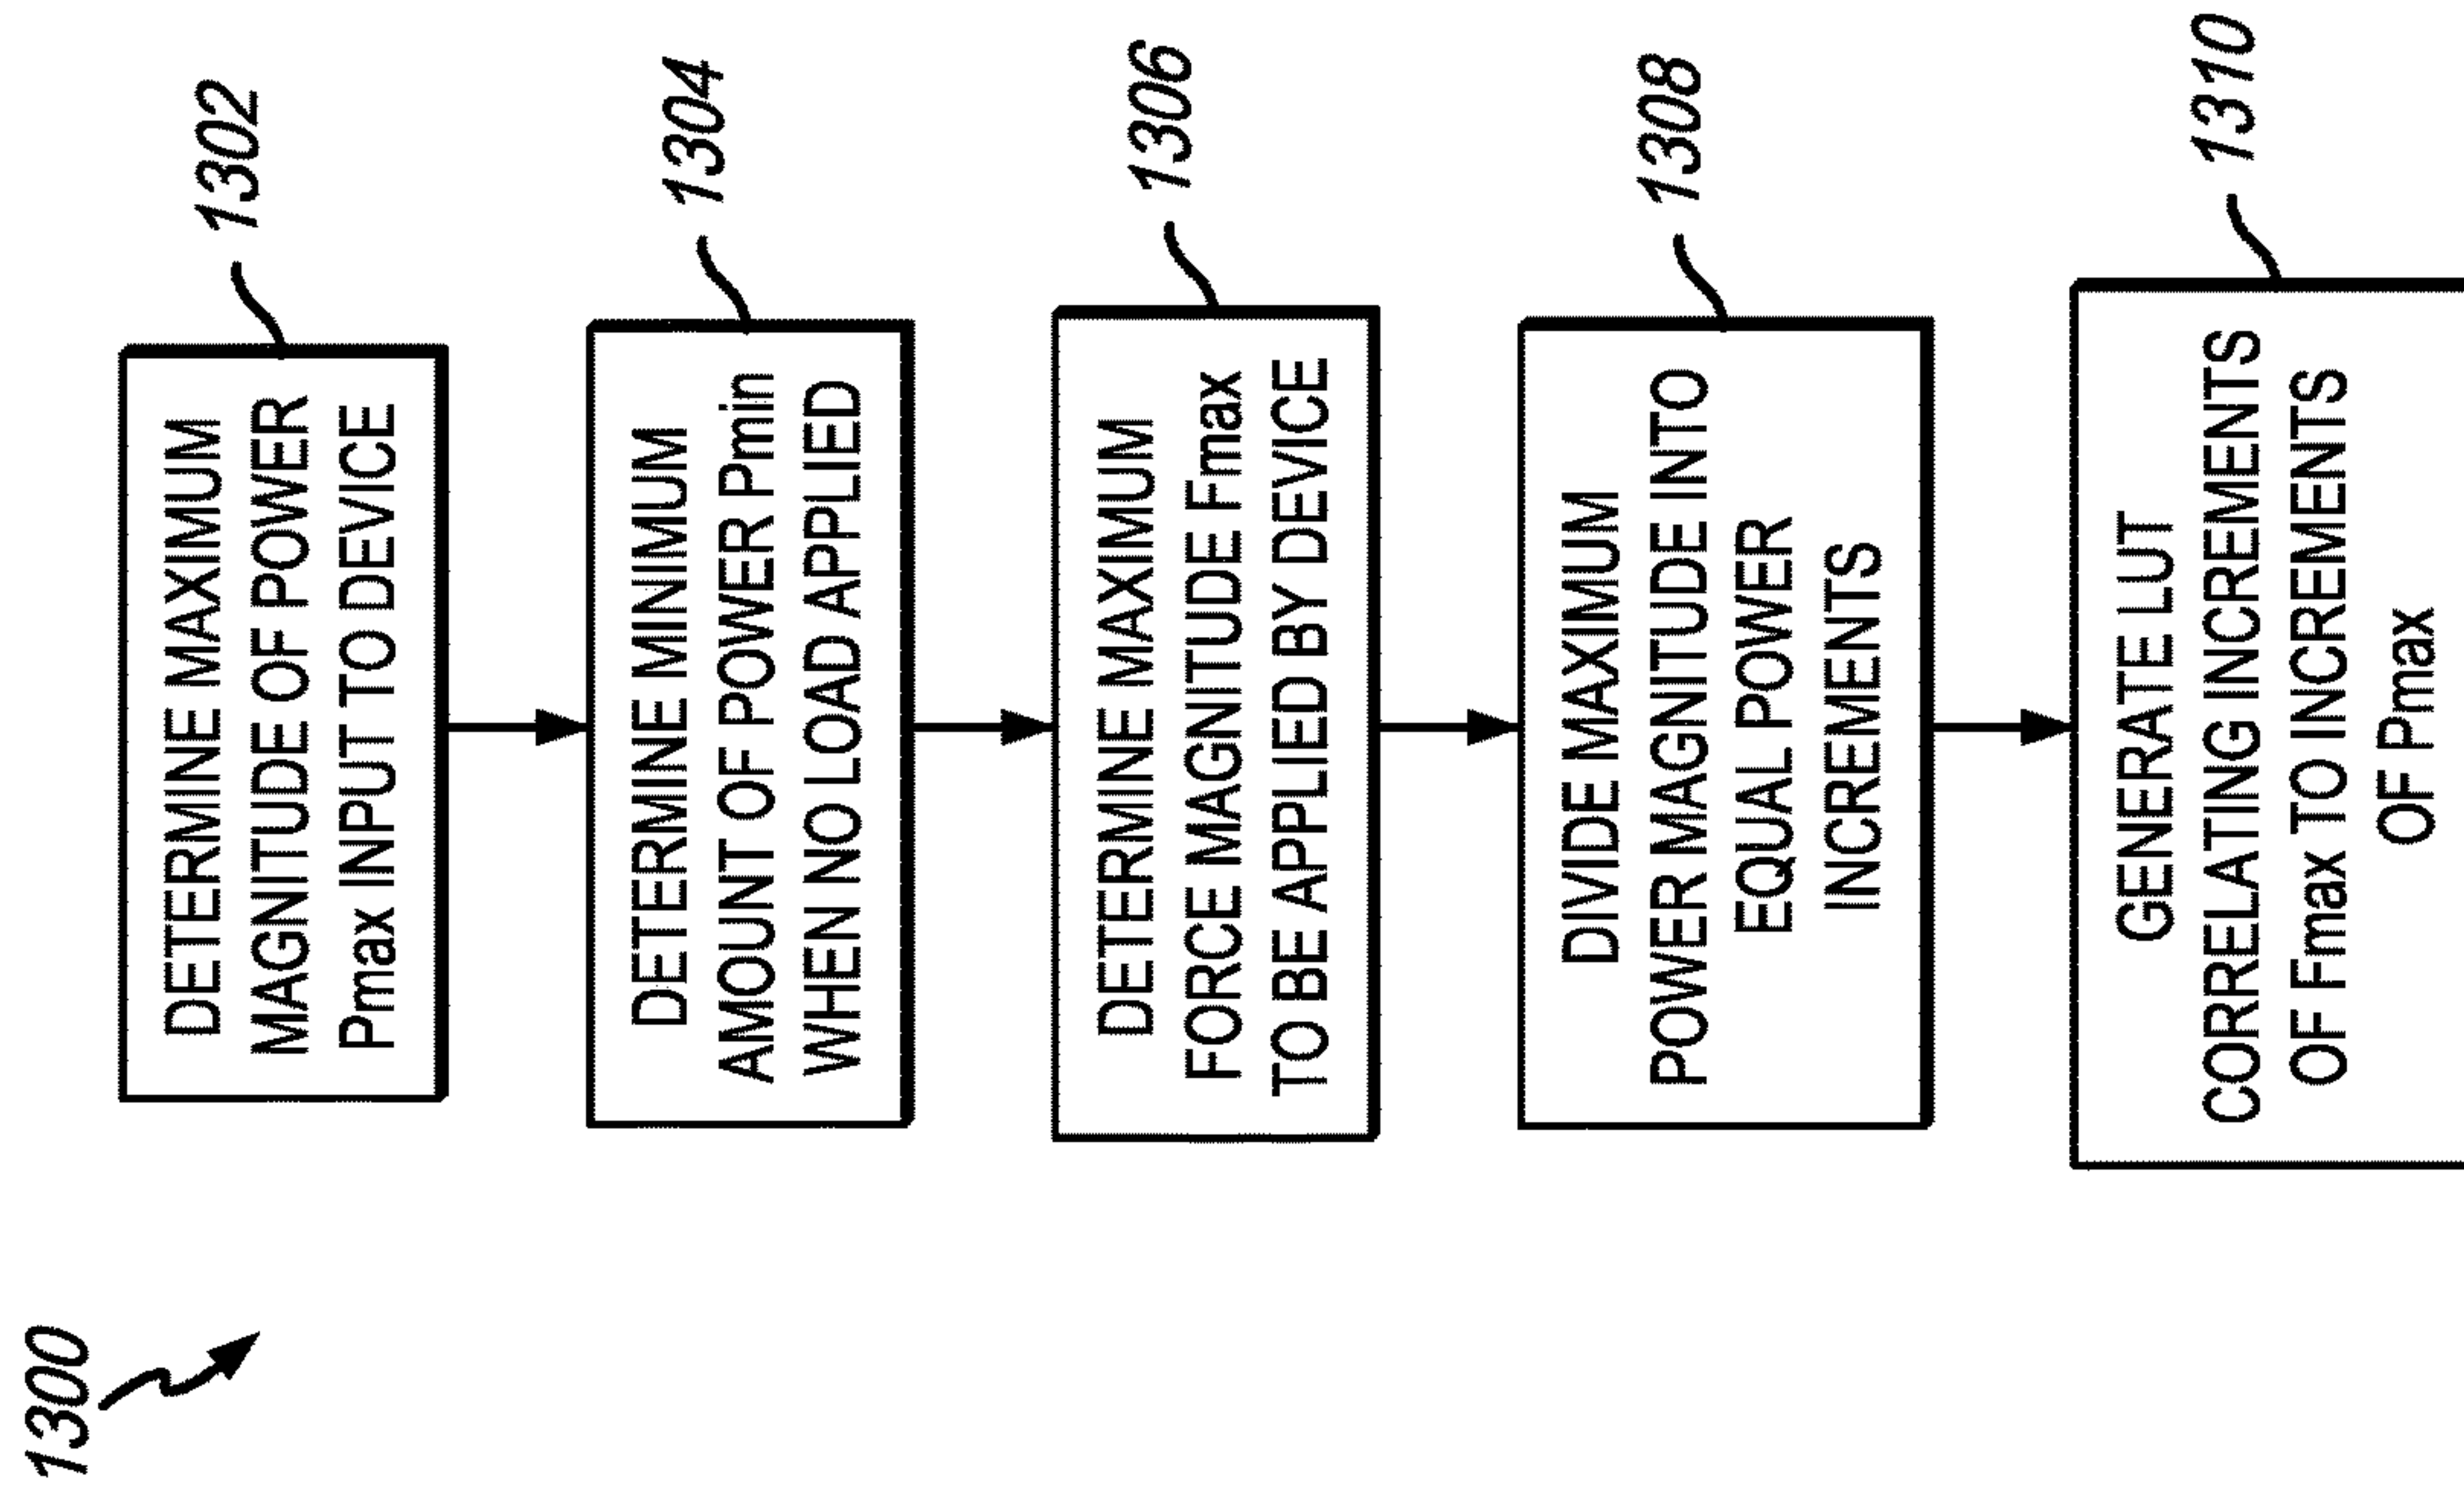 1300
1302
DETERMINE MAXIMUM
MAGNITUDE OF POWER
Pmax INPUT TO DEVICE
1304
DETERMINE MINIMUM
AMOUNT OF POWER Pmin
WHEN NO LOAD APPLIED
1306
DETERMINE MAXIMUM
FORCE MAGNITUDE Fmax
TO BE APPLIED BY DEVICE
1308
DIVIDE MAXIMUM
POWER MAGNITUDE INTO
EQUAL POWER
INCREMENTS
1310
GENERATE LUT
CORRELATING INCREMENTS
OF Fmax TO INCREMENTS
OF Pmax